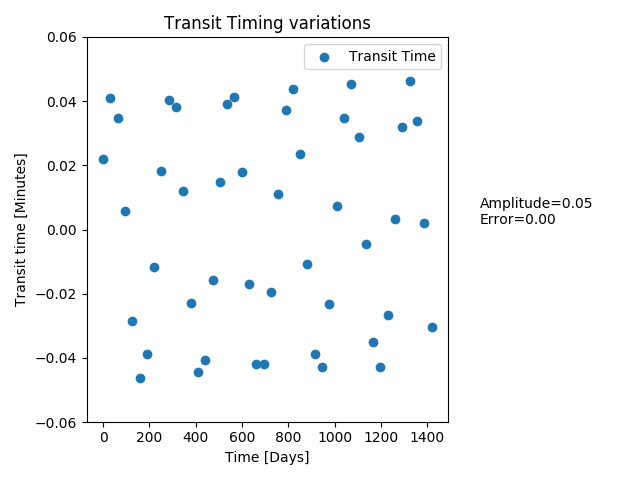 Transit Timing variations
Transit Time
0.06
0.04
0.02
0.00
−0.02
−0.04
−0.06
Transit time [Minutes]
Amplitude=0.05
Error=0.00
0
200
400
600
800
1000
1200
1400
Time [Days]